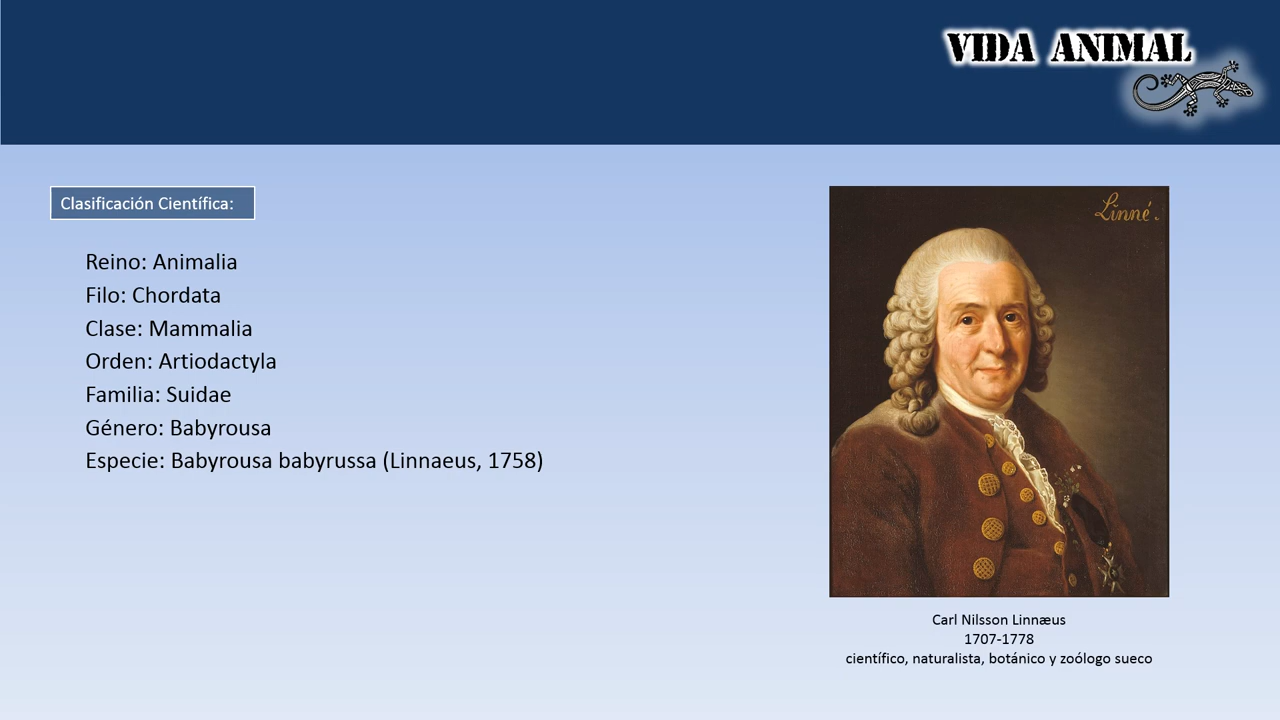 VIDA ANIMAL
Clasificación Científica:
Reino: Animalia
Filo: Chordata
Clase: Mammalia
Orden: Artiodactyla
Familia: Suidae
Género: Babyrousa
Especie: Babyrousa babyrussa (Linnaeus, 1758)
Linné.
Carl Nilsson Linnæus
1707-1778
científico, naturalista, botánico y zoólogo sueco